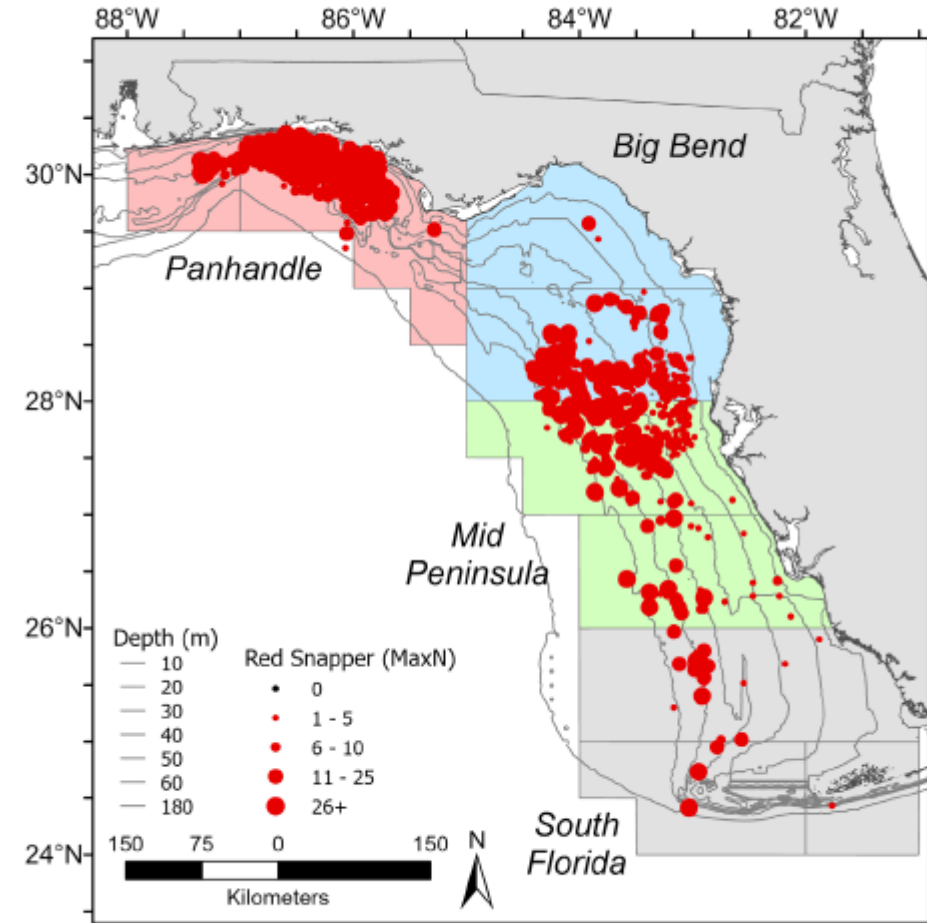 88°W 86°W 84°W 82°W
Big Bend
30°N
Panhandle
28°N
Mid
Peninsula
26°N
Depth (m)
10
20
30
40
50
60
180
Red Snapper (MaxN)
0
1 - 5
6 - 10
11 - 25
26+
South
Florida
24°N
150 75 0 150
Kilometers
N